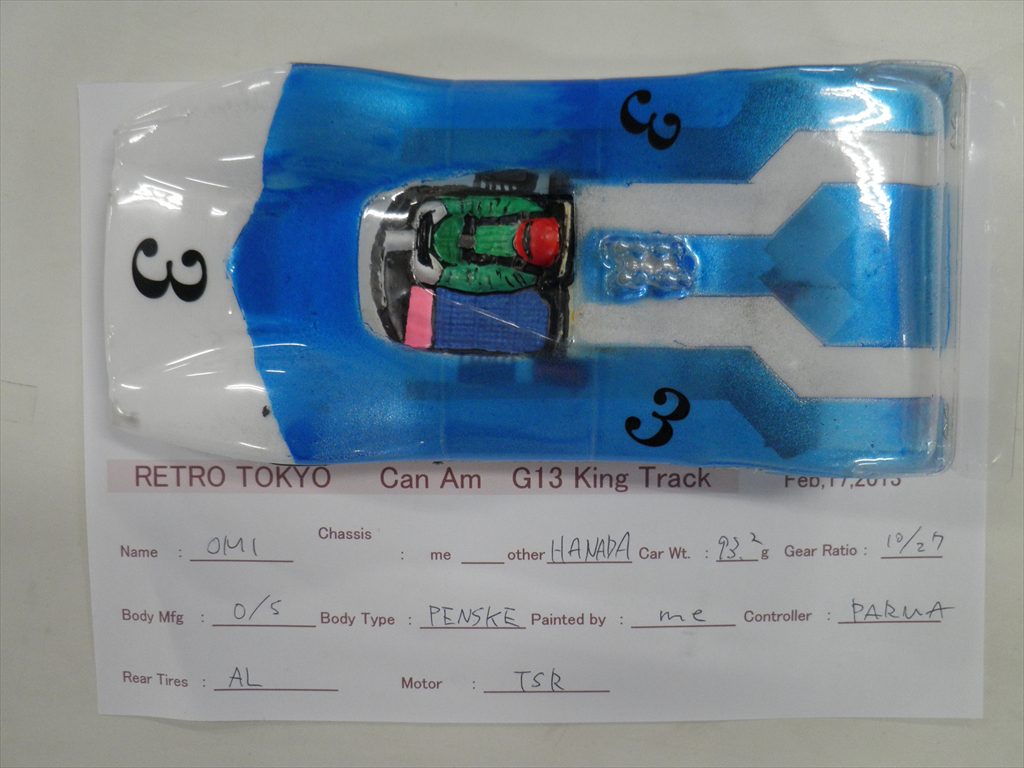 3
3
3
RETRO TOKYO Can Am G13 King Track Feb,17,2013
Name : OMI Chassis : me ____ other HANADA Car Wt. : 93.2 g Gear Ratio : 10/27
Body Mfg : O/S Body Type : PENSKE Painted by : me Controller : PARMA
Rear Tires : AL Motor : TSR